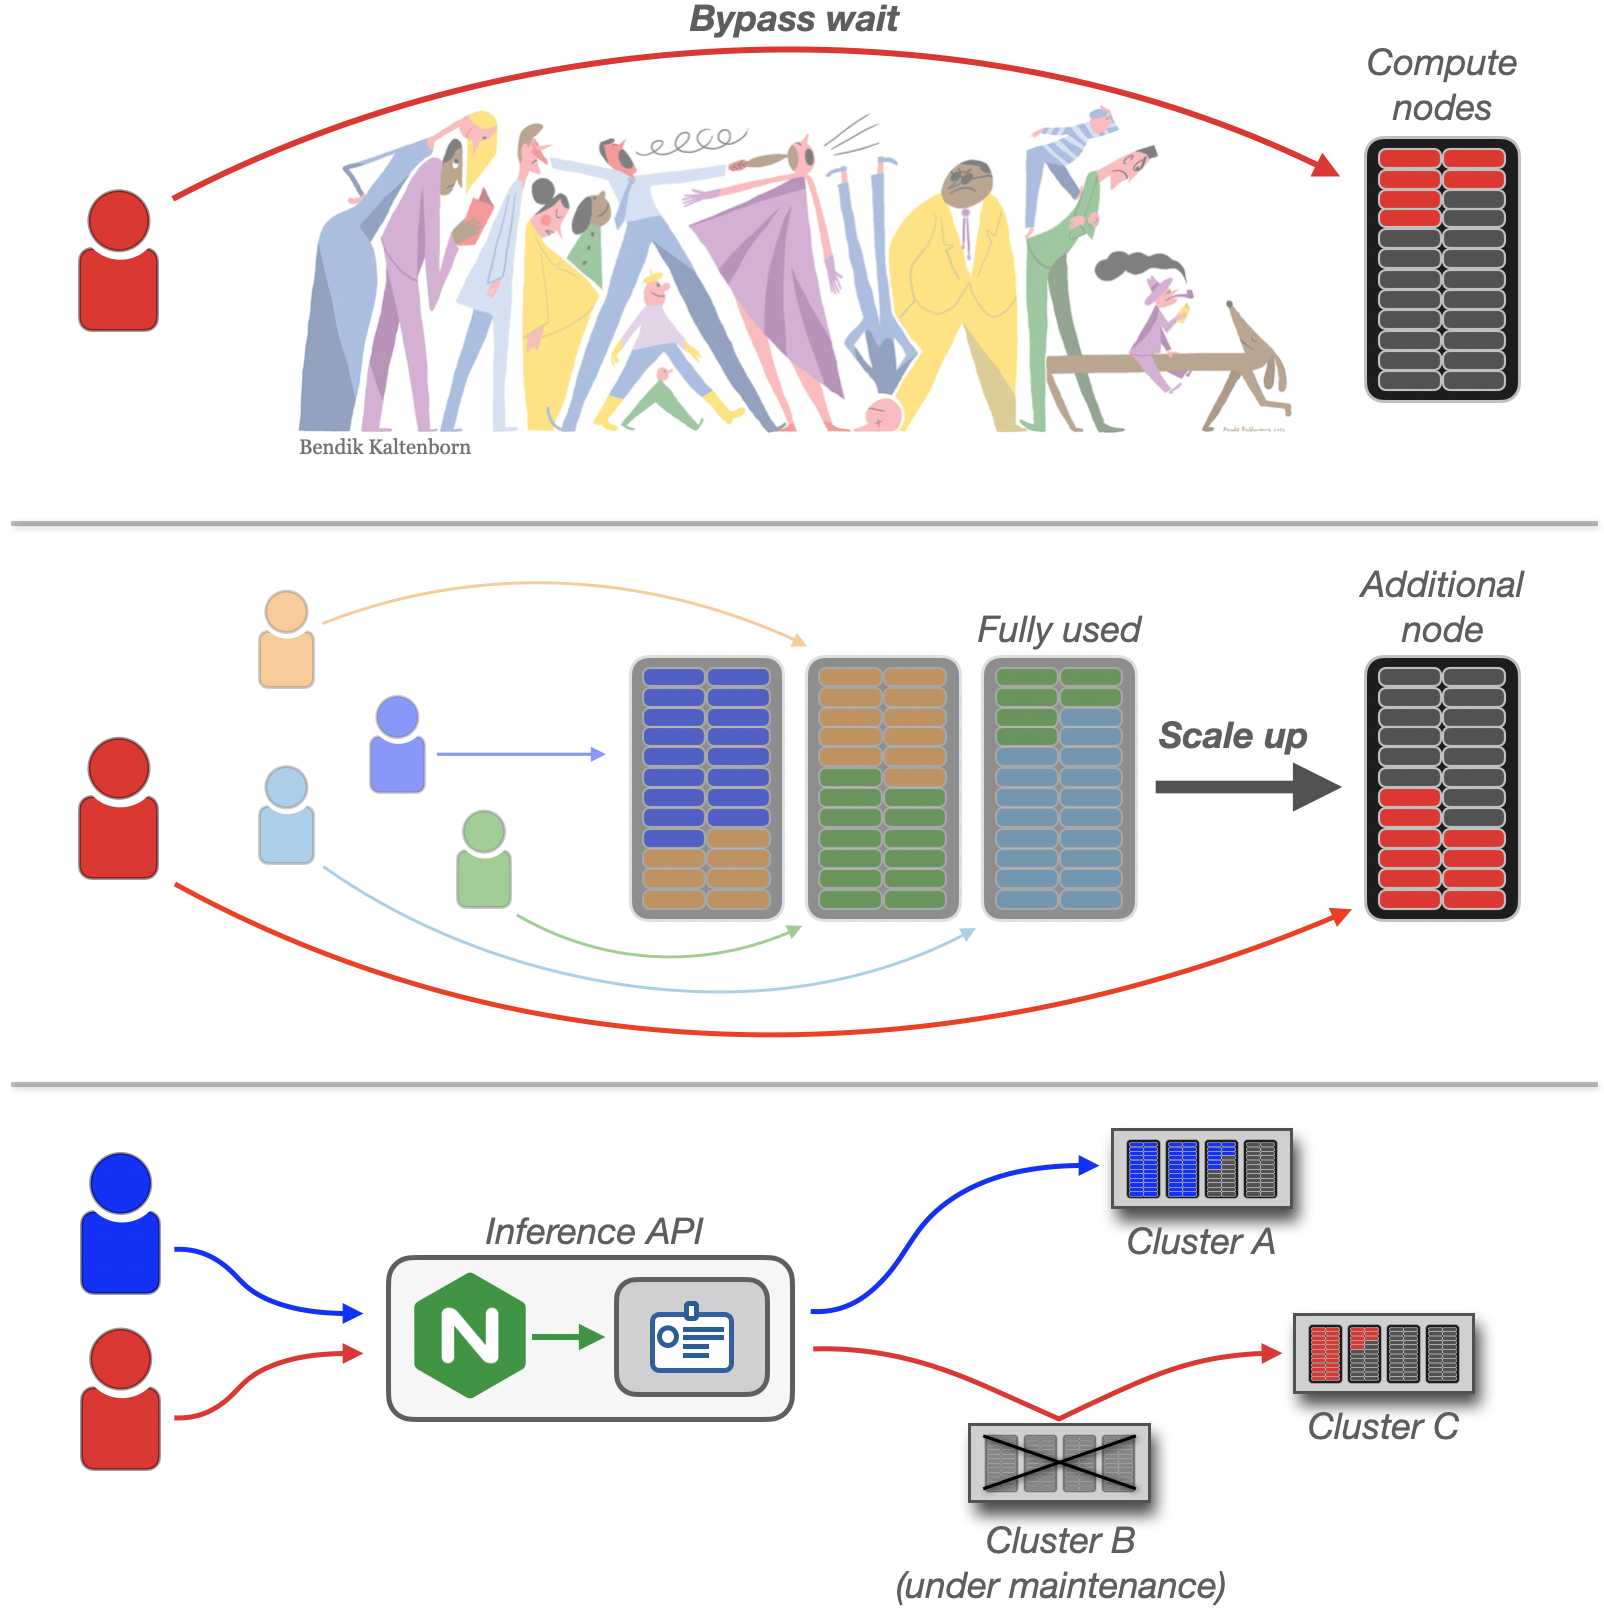 Bypass wait
Compute
nodes
Bendik Kaltenborn
Additional
node
Fully used
Scale up
Inference API
N
Cluster A
Cluster C
Cluster B
(under maintenance)